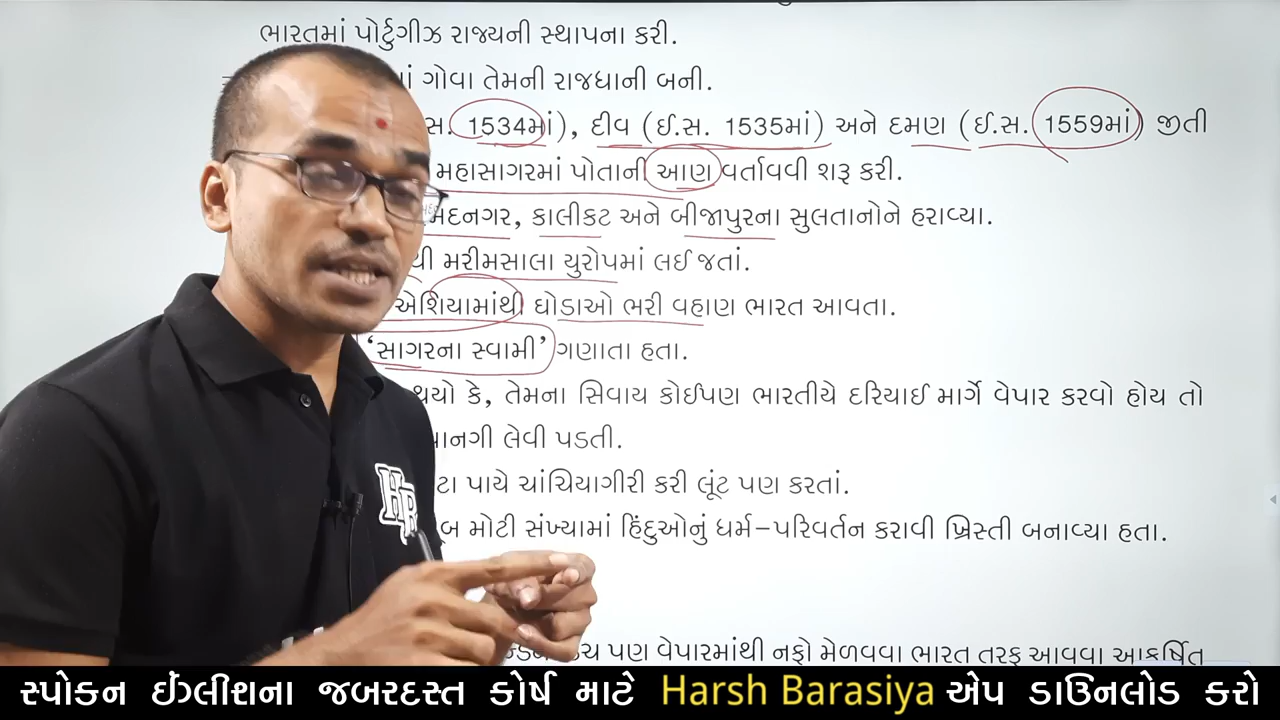 ભારતમાં પોર્ટુગીઝ રાજ્યની સ્થાપના કરી.
ગોવા તેમની રાજધાની બની.
સ. 1534માં), દીવ (ઈ.સ. 1535માં) અને દમણ (ઈ.સ. 1559માં) જીતી
મહાસાગરમાં પોતાની આણ વર્તાવવી શરૂ કરી.
મદનગર, કાલીકટ અને બીજાપુરના સુલતાનોને હરાવ્યા.
મરીમસાલા યુરોપમાં લઈ જતાં.
એશિયામાંથી ઘોડાઓ ભરી વહાણ ભારત આવતા.
‘સાગરના સ્વામી’ ગણાતા હતા.
થયો કે, તેમના સિવાય કોઈપણ ભારતીયે દરિયાઈ માર્ગે વેપાર કરવો હોય તો
વાનગી લેવી પડતી.
ટા પાયે ચાંચિયાગીરી કરી લૂંટ પણ કરતાં.
મોટી સંખ્યામાં હિંદુઓનું ધર્મ–પરિવર્તન કરાવી ખ્રિસ્તી બનાવ્યા હતા.
HR
ડચ પણ વેપારમાંથી નફો મેળવવા ભારત તરફ આવવા આકર્ષિત
સ્પોકન ઈંગ્લીશના જબરદસ્ત કોર્ષ માટે Harsh Barasiya એપ ડાઉનલોડ કરો